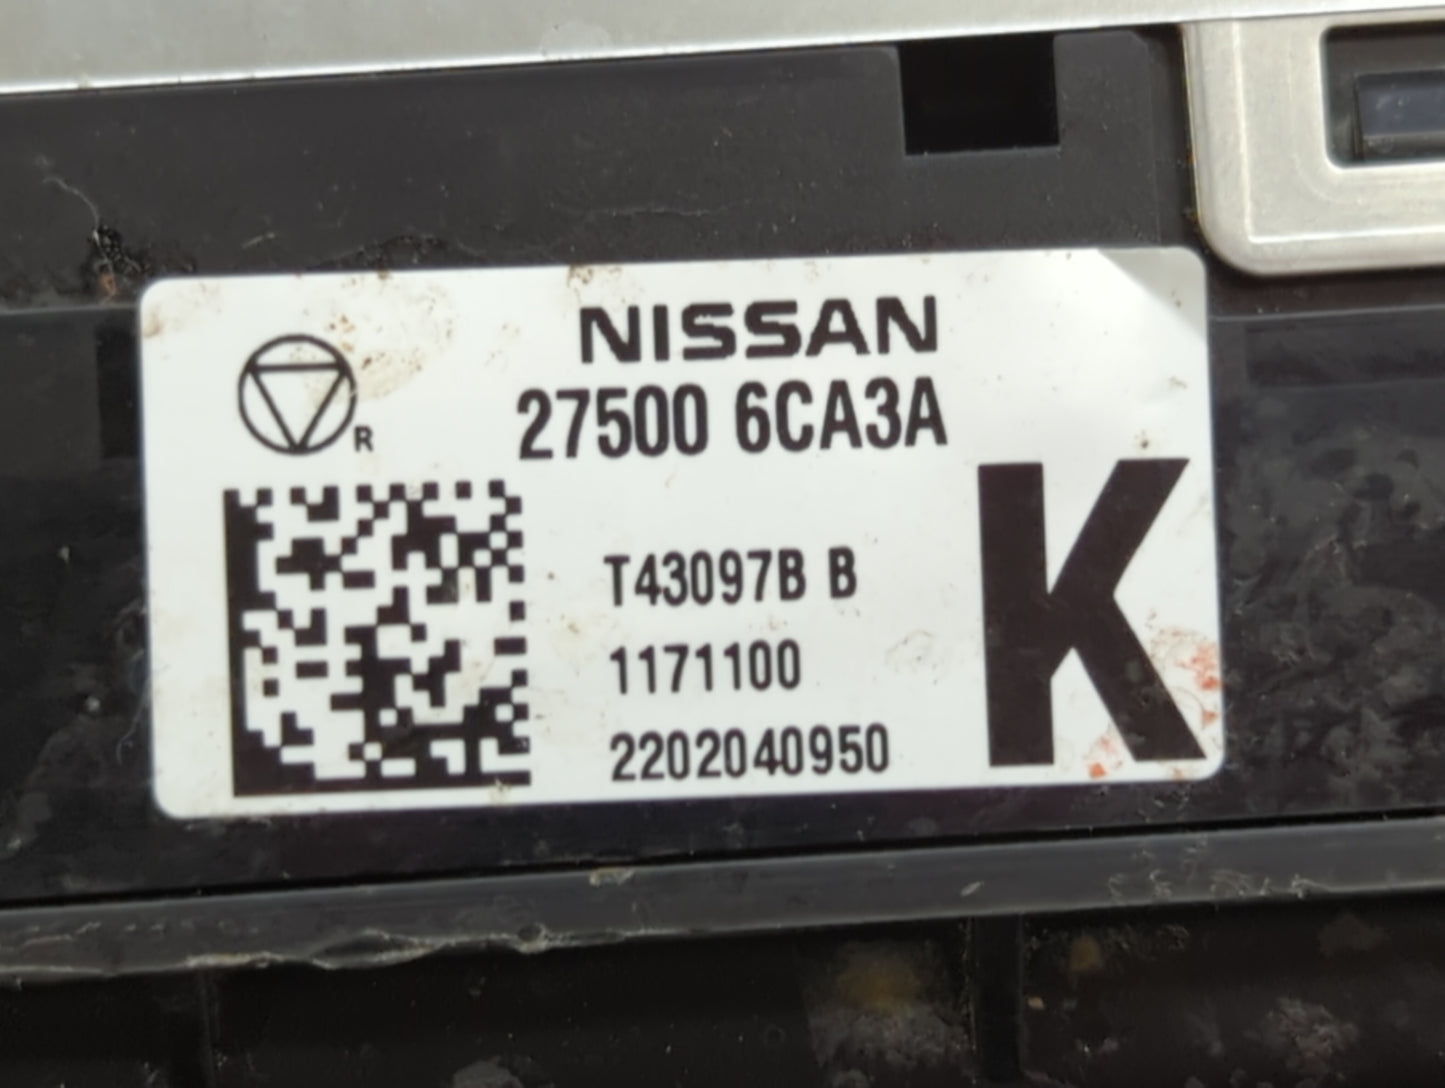 NISSAN
27500 6CA3A
R
T43097B B
1171100
2202040950
K